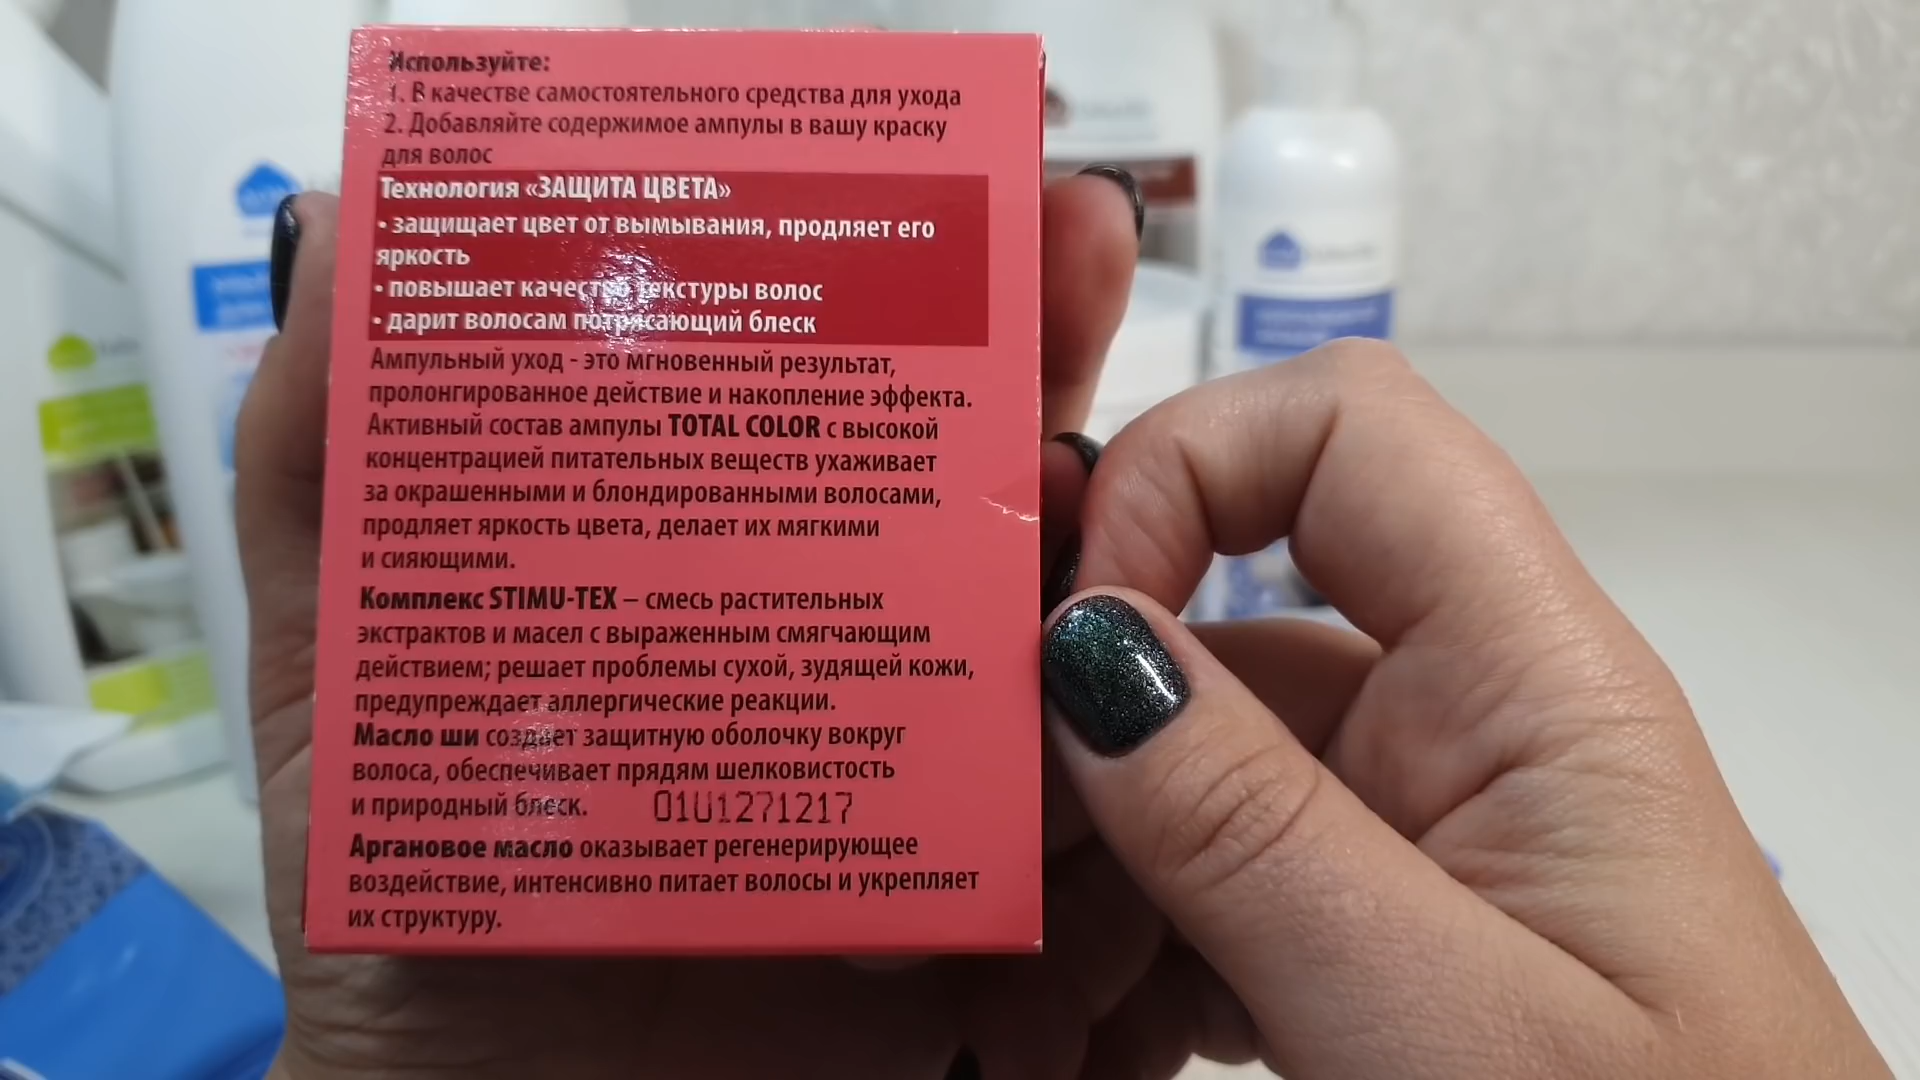 Используйте:
1. В качестве самостоятельного средства для ухода
2. Добавляйте содержимое ампулы в вашу краску
для волос
Технология «ЗАЩИТА ЦВЕТА»
• защищает цвет от вымывания, продляет его
яркость
• повышает качество текстуры волос
• дарит волосам потрясающий блеск
Ампульный уход - это мгновенный результат,
пролонгированное действие и накопление эффекта.
Активный состав ампулы TOTAL COLOR с высокой
концентрацией питательных веществ ухаживает
за окрашенными и блондированными волосами,
продляет яркость цвета, делает их мягкими
и сияющими.
Комплекс STIMU-TEX – смесь растительных
экстрактов и масел с выраженным смягчающим
действием; решает проблемы сухой, зудящей кожи,
предупреждает аллергические реакции.
Масло ши создает защитную оболочку вокруг
волоса, обеспечивает прядям шелковистость
и природный блеск. 01U1271217
Аргановое масло оказывает регенерирующее
воздействие, интенсивно питает волосы и укрепляет
их структуру.